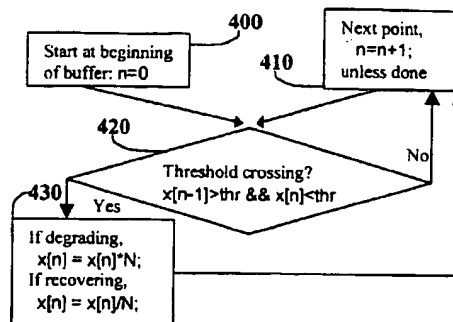 400
Start at beginning
of buffer: n=0
Next point,
n=n+1;
unless done
410
420
Threshold crossing?
x[n-1]>thr && x[n]<thr
No
Yes
430
If degrading,
x[n] = x[n]*N;
If recovering,
x[n] = x[n]/N;